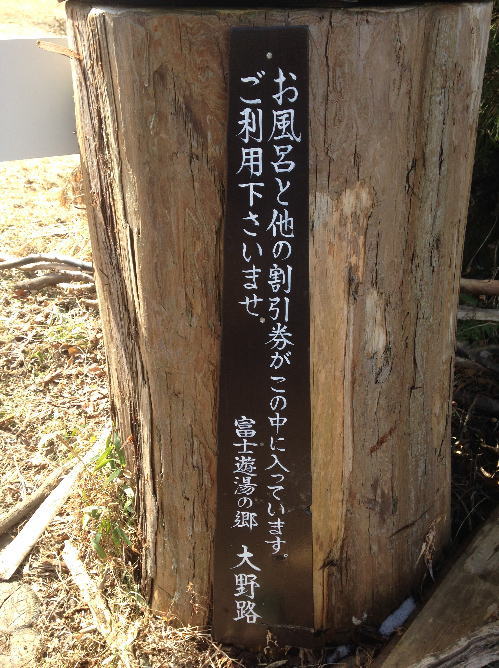 お風呂と他の割引券がこの中に入っています。
ご利用下さいませ。
富士遊湯の郷 大野路